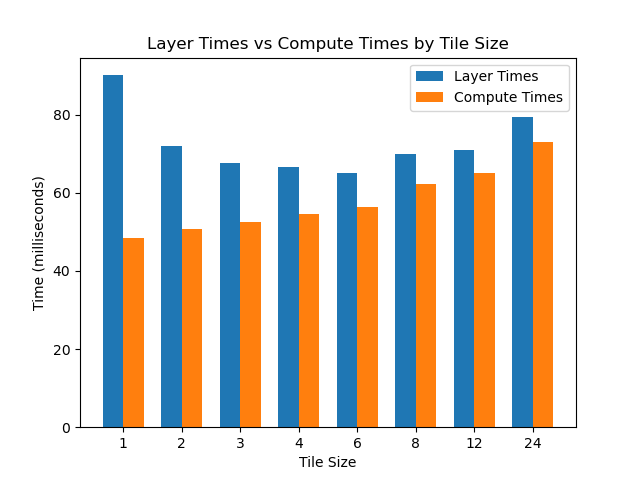 Layer Times vs Compute Times by Tile Size
Layer Times
Compute Times
Time (milliseconds)
80
60
40
20
0
1 2 3 4 6 8 12 24
Tile Size